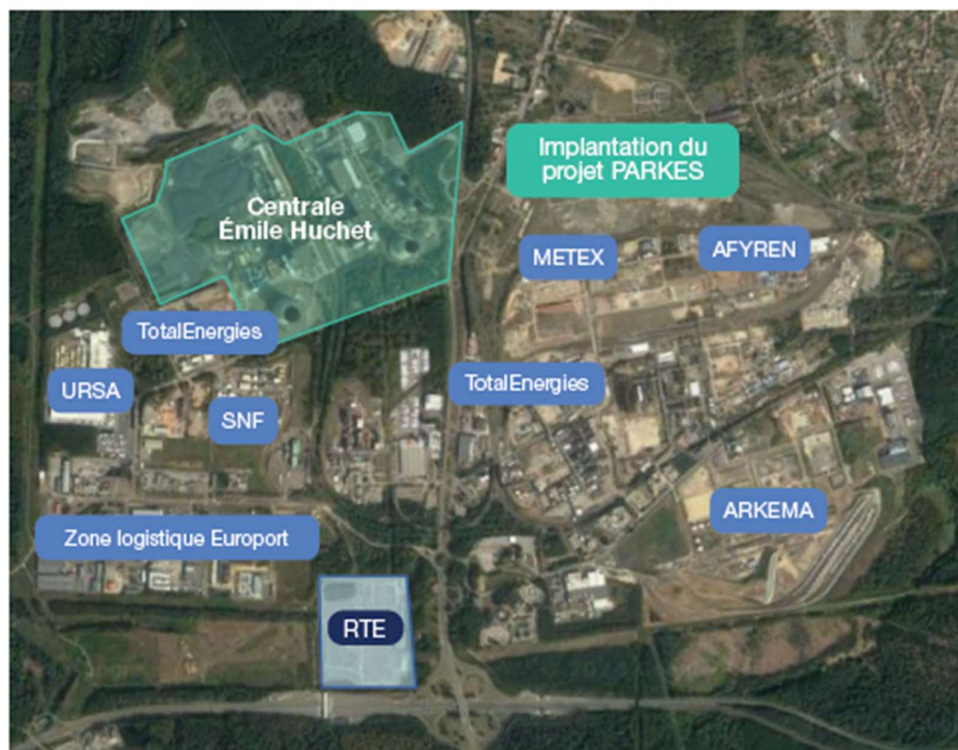 Implantation du
projet PARKES
Centrale
Émile Huchet
METEX
AFYREN
TotalEnergies
URSA
TotalEnergies
SNF
ARKEMA
Zone logistique Europort
RTE